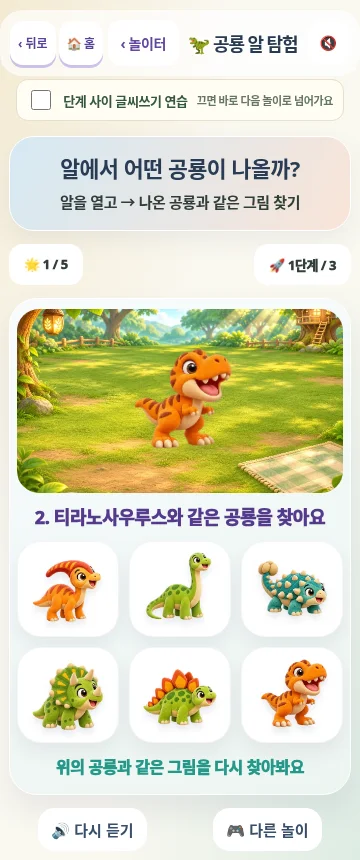 ‹ 뒤로 🏠 홈 ‹ 놀이터 🦖 공룡 알 탐험 🔇
단계 사이 글씨쓰기 연습 끄면 바로 다음 놀이로 넘어가요
알에서 어떤 공룡이 나올까?
알을 열고 → 나온 공룡과 같은 그림 찾기
🌟 1 / 5 🚀 1단계 / 3
2. 티라노사우루스와 같은 공룡을 찾아요
위의 공룡과 같은 그림을 다시 찾아봐요
🔊 다시 듣기 🎮 다른 놀이